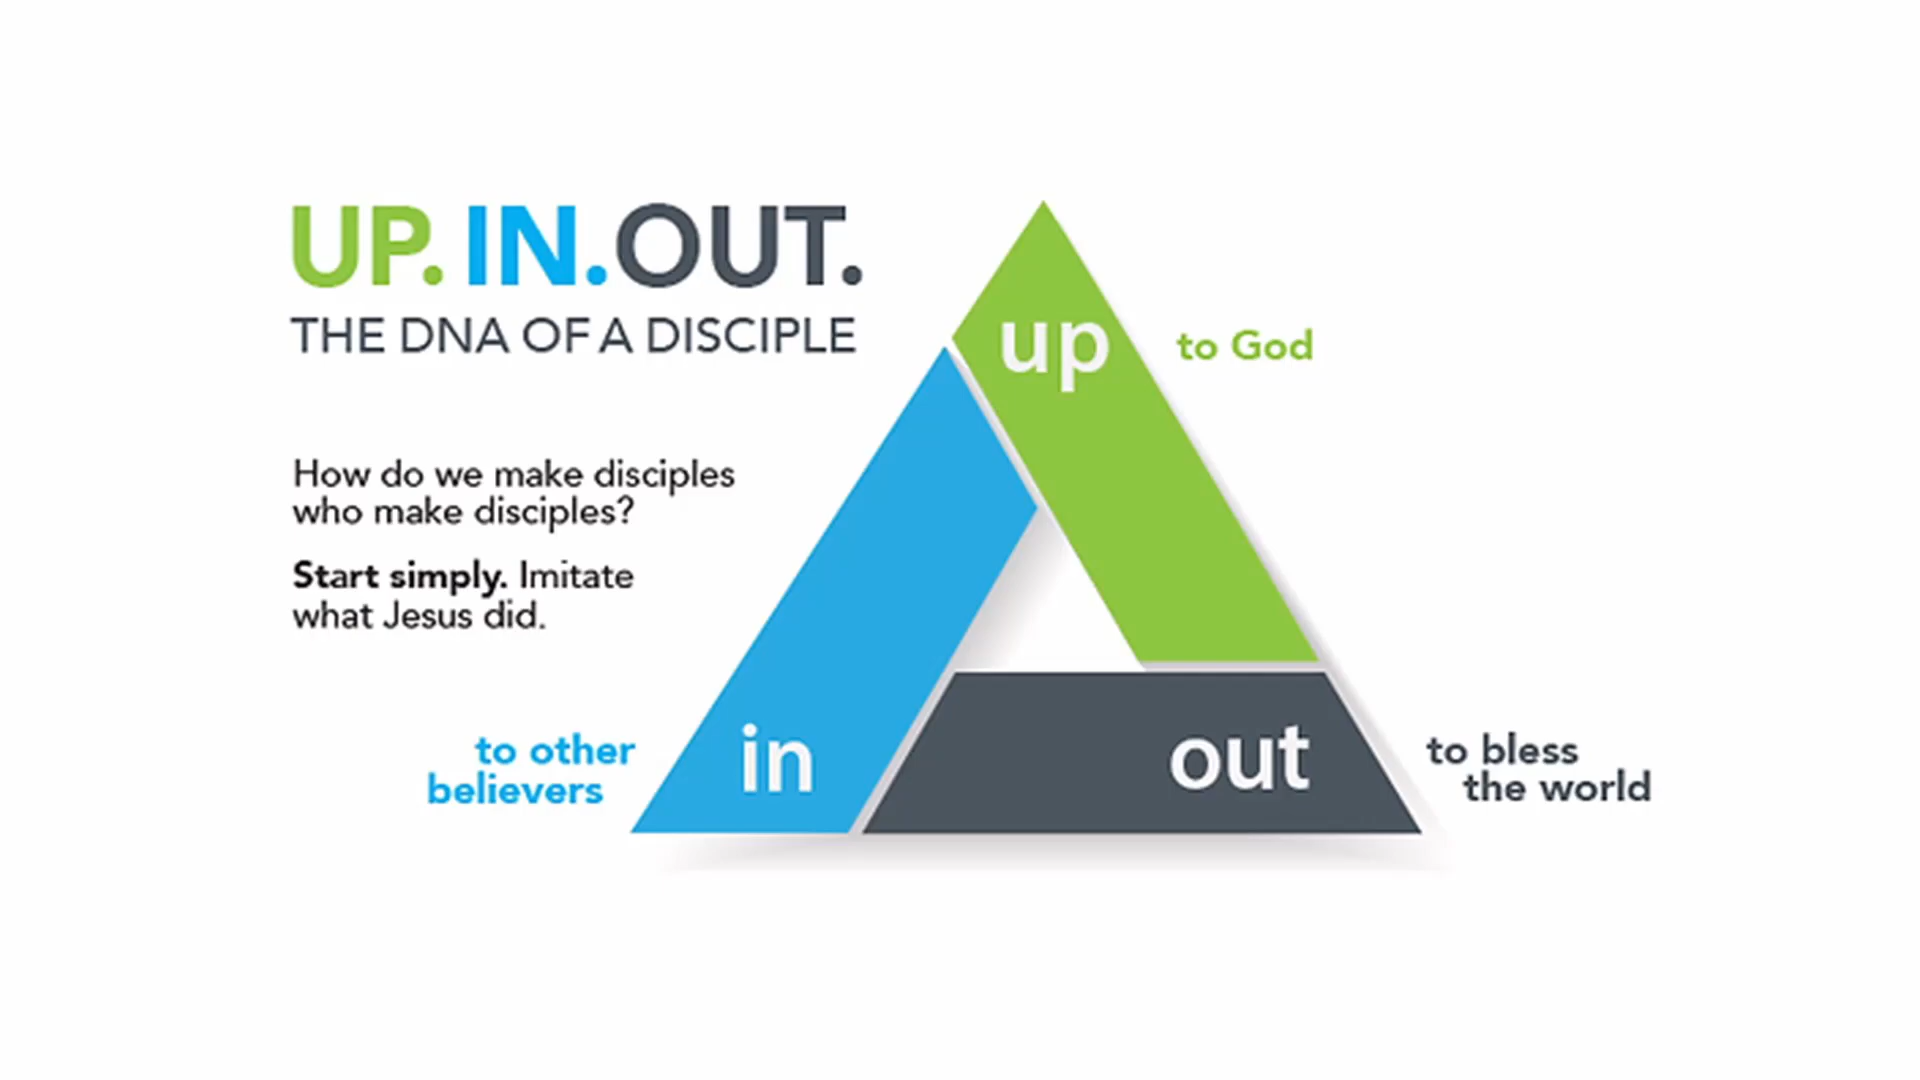 UP. IN. OUT.
THE DNA OF A DISCIPLE
How do we make disciples
who make disciples?
Start simply. Imitate
what Jesus did.
up
to God
in
to other
believers
out
to bless
the world